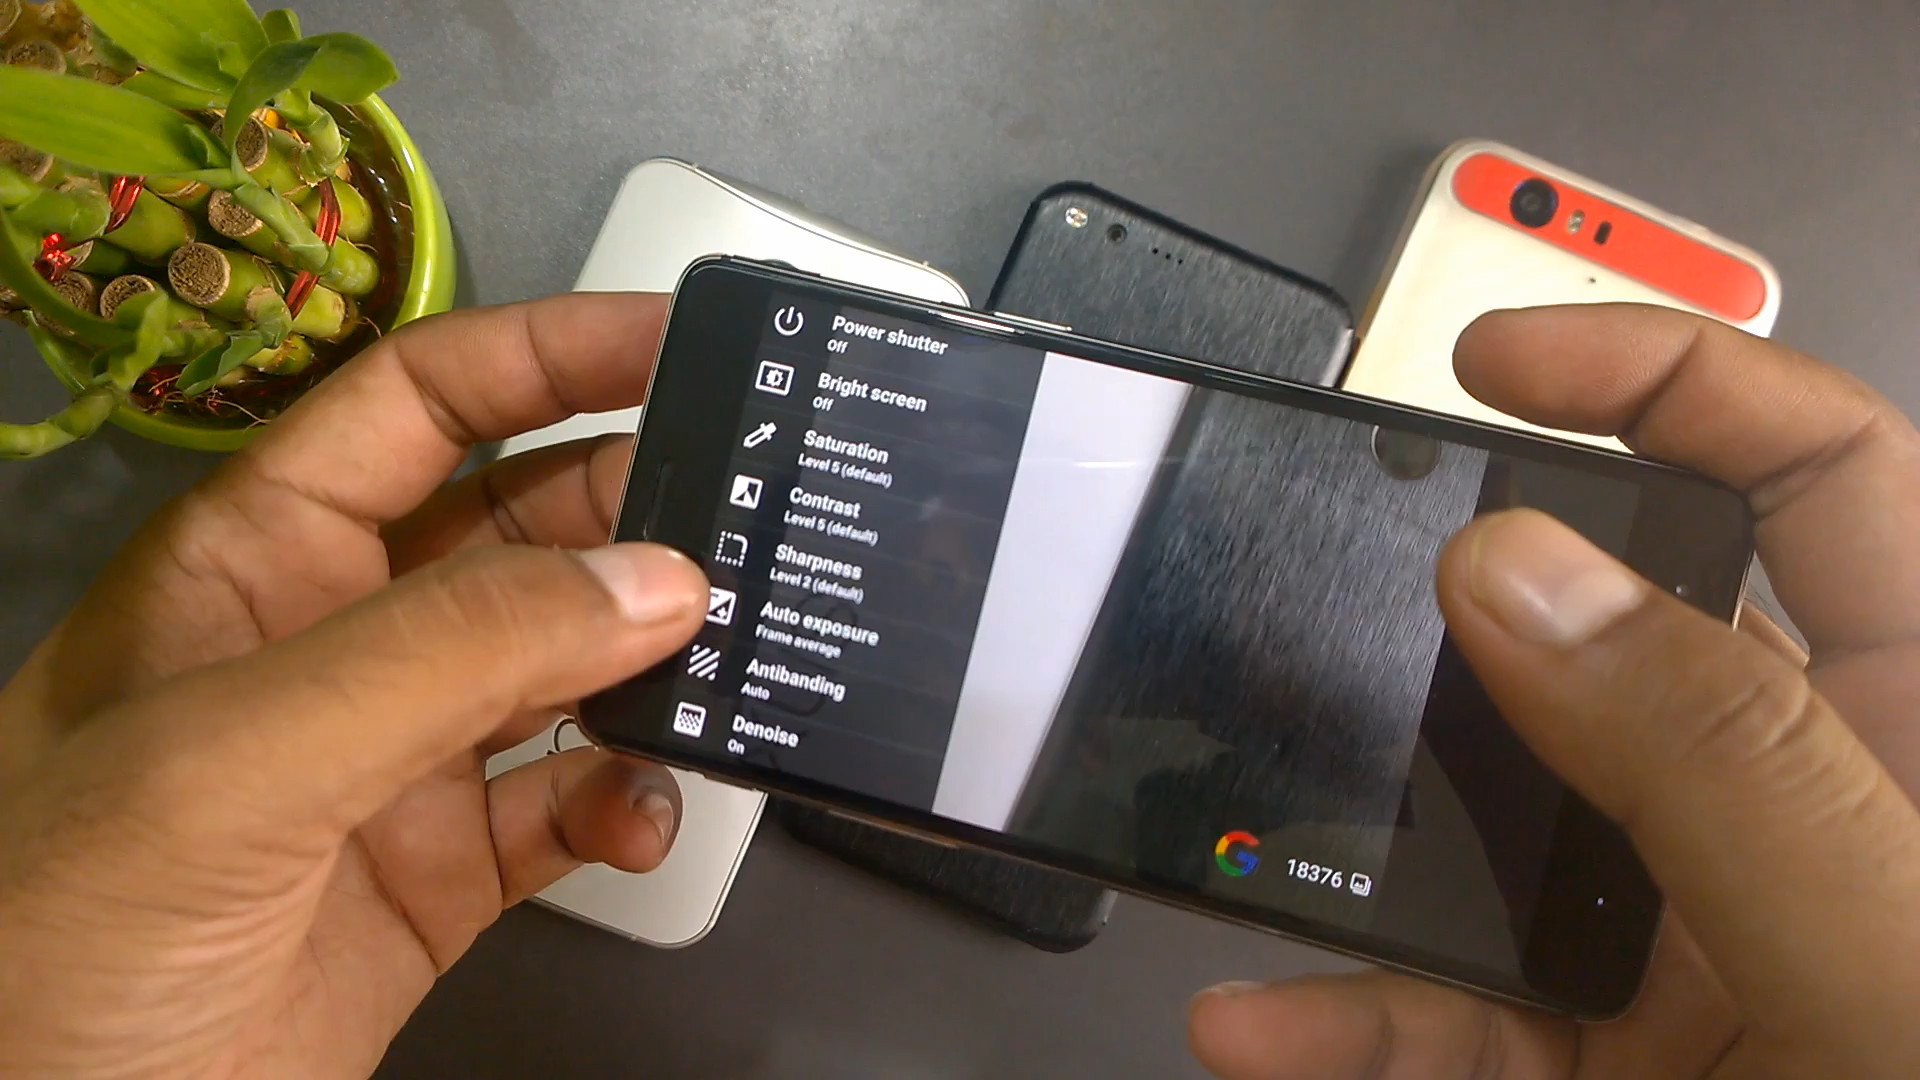 Power shutter
Off
Bright screen
Off
Saturation
Level 5 (default)
Contrast
Level 5 (default)
Sharpness
Level 2 (default)
Auto exposure
Frame average
Antibanding
Auto
Denoise
On
G
18376